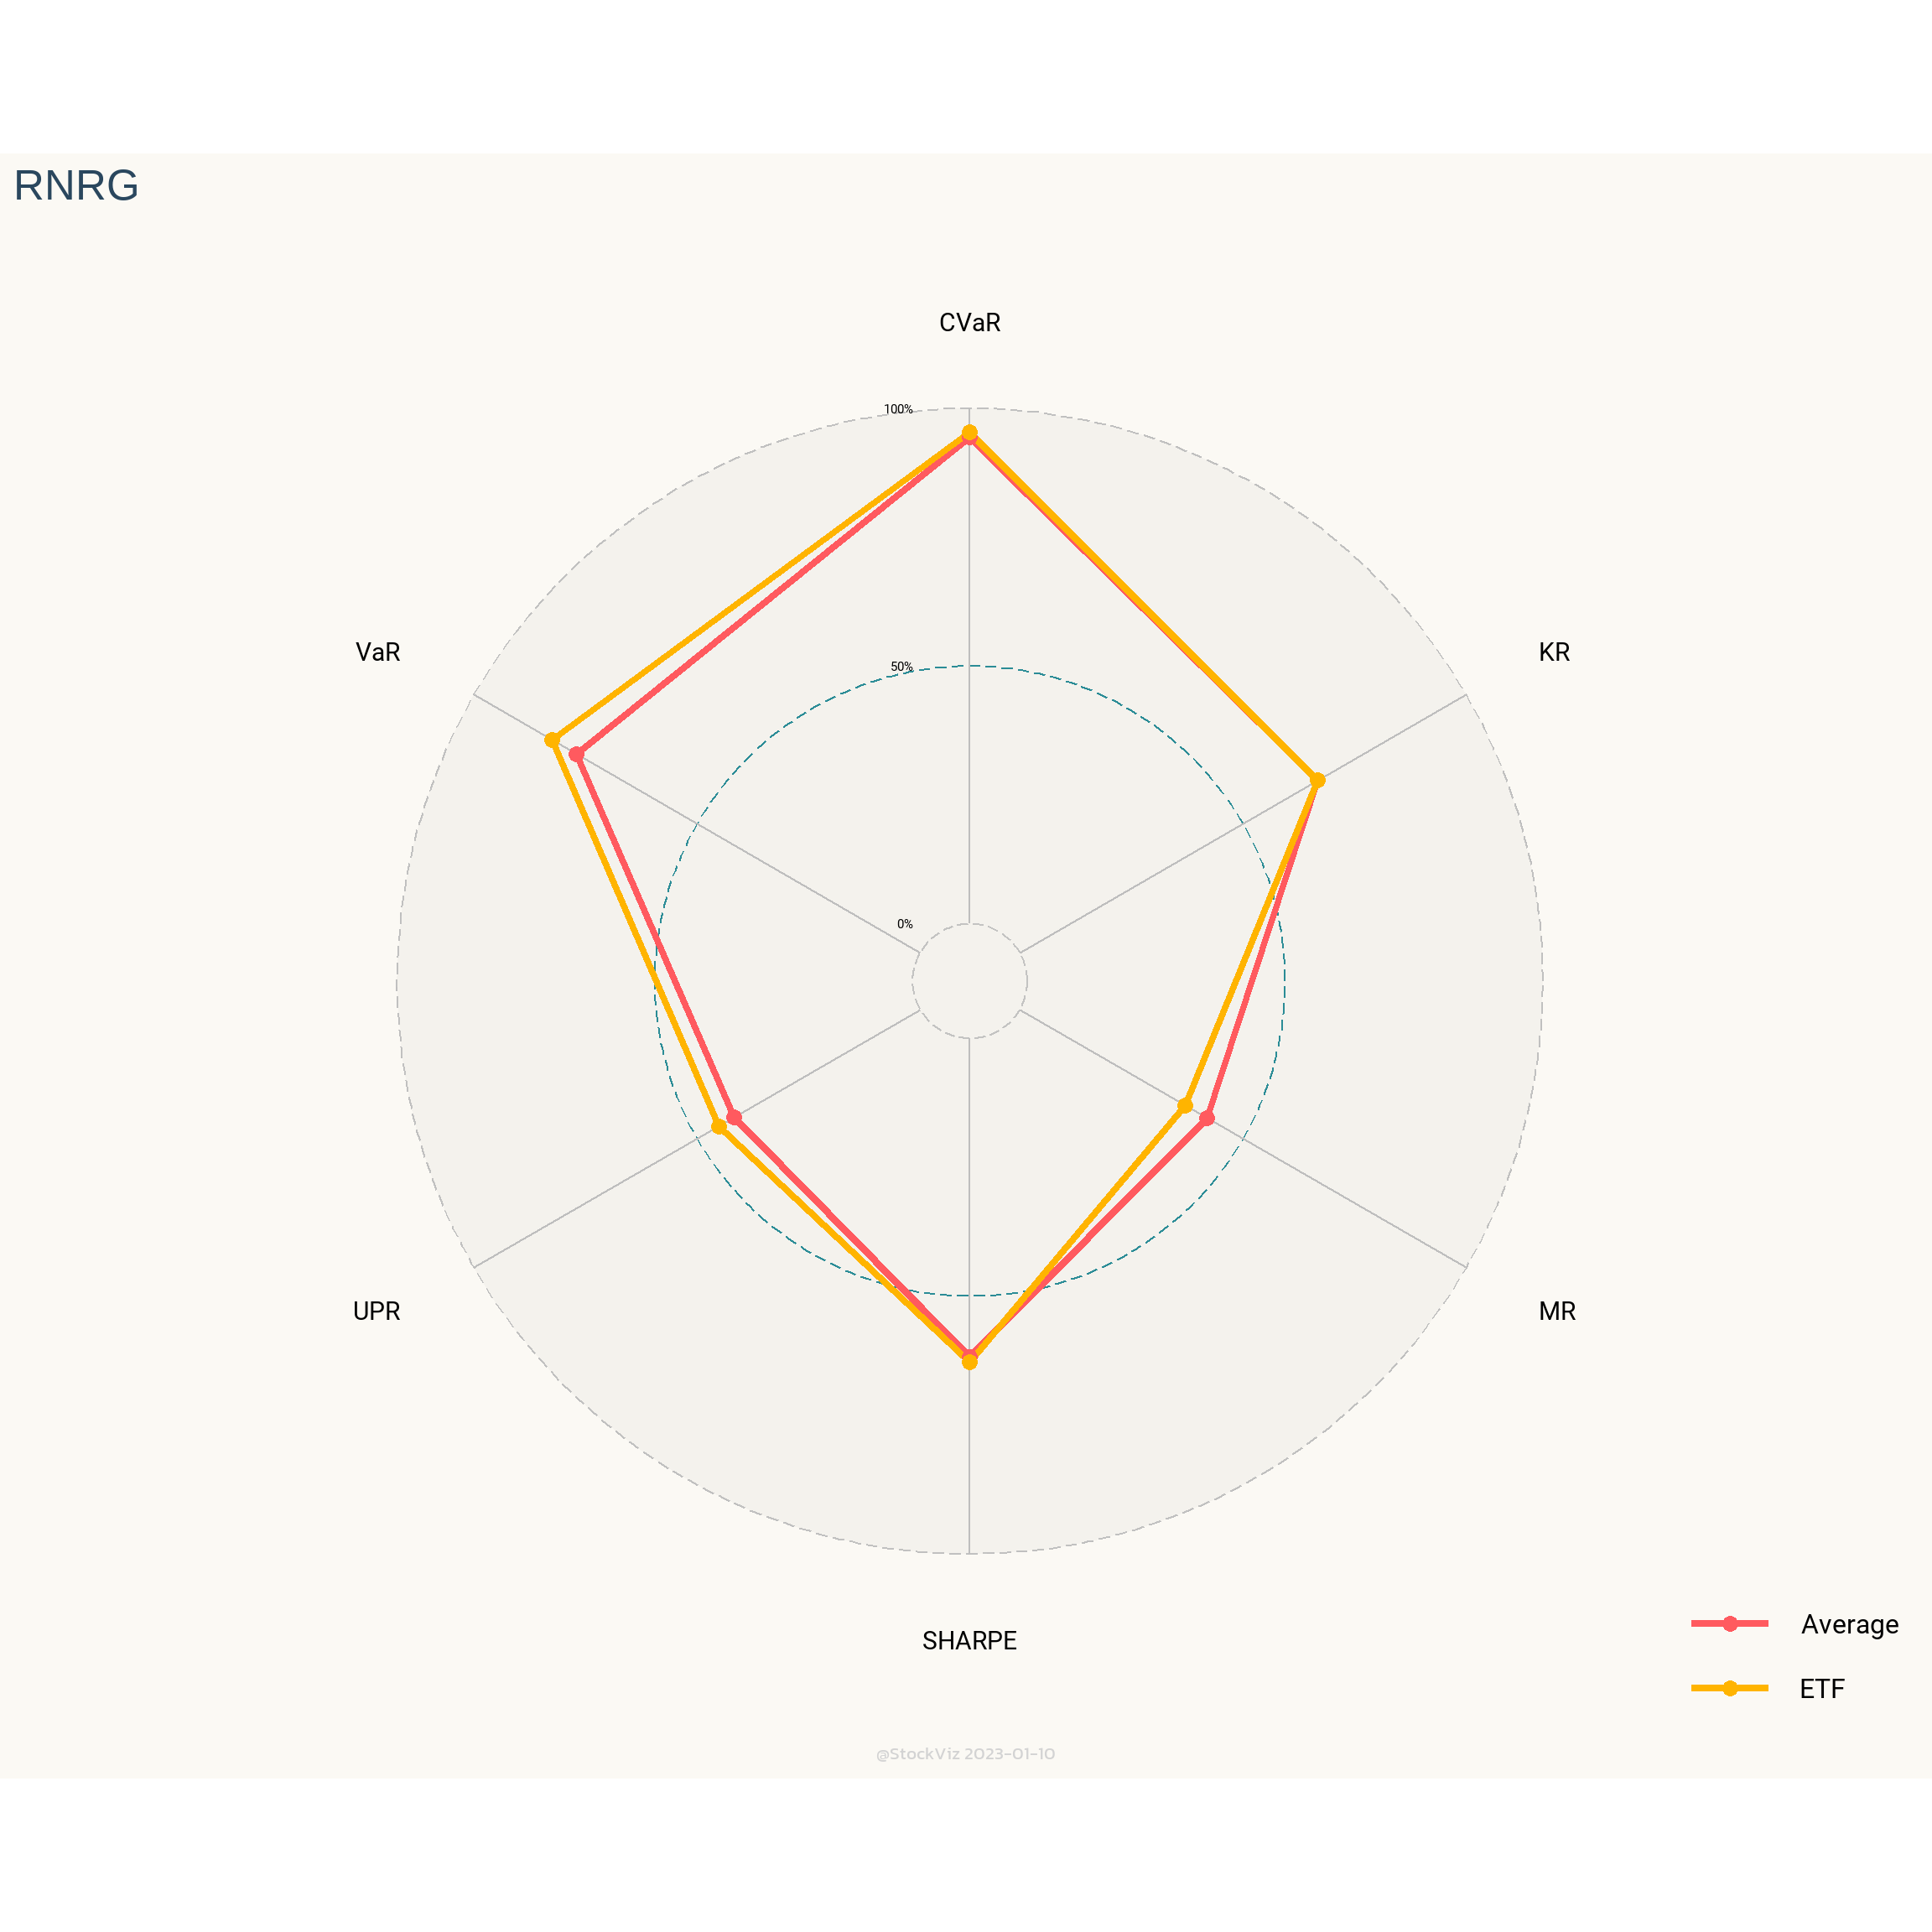 RNRG
CVaR
100%
VaR
KR
50%
0%
UPR
MR
SHARPE
Average
ETF
@StockViz 2023-01-10